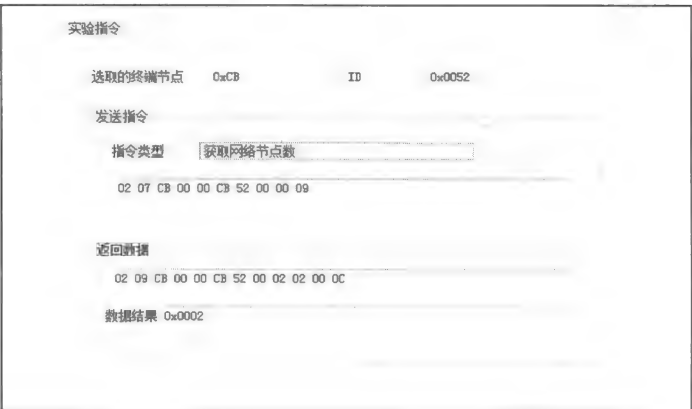 实验指令
选取的终端节点 0xCB ID 0x0052
发送指令
指令类型 获取网络节点数
02 07 CB 00 00 CB 52 00 00 09
返回数据
02 09 CB 00 00 CB 52 00 02 02 00 0C
数据结果 0x0002